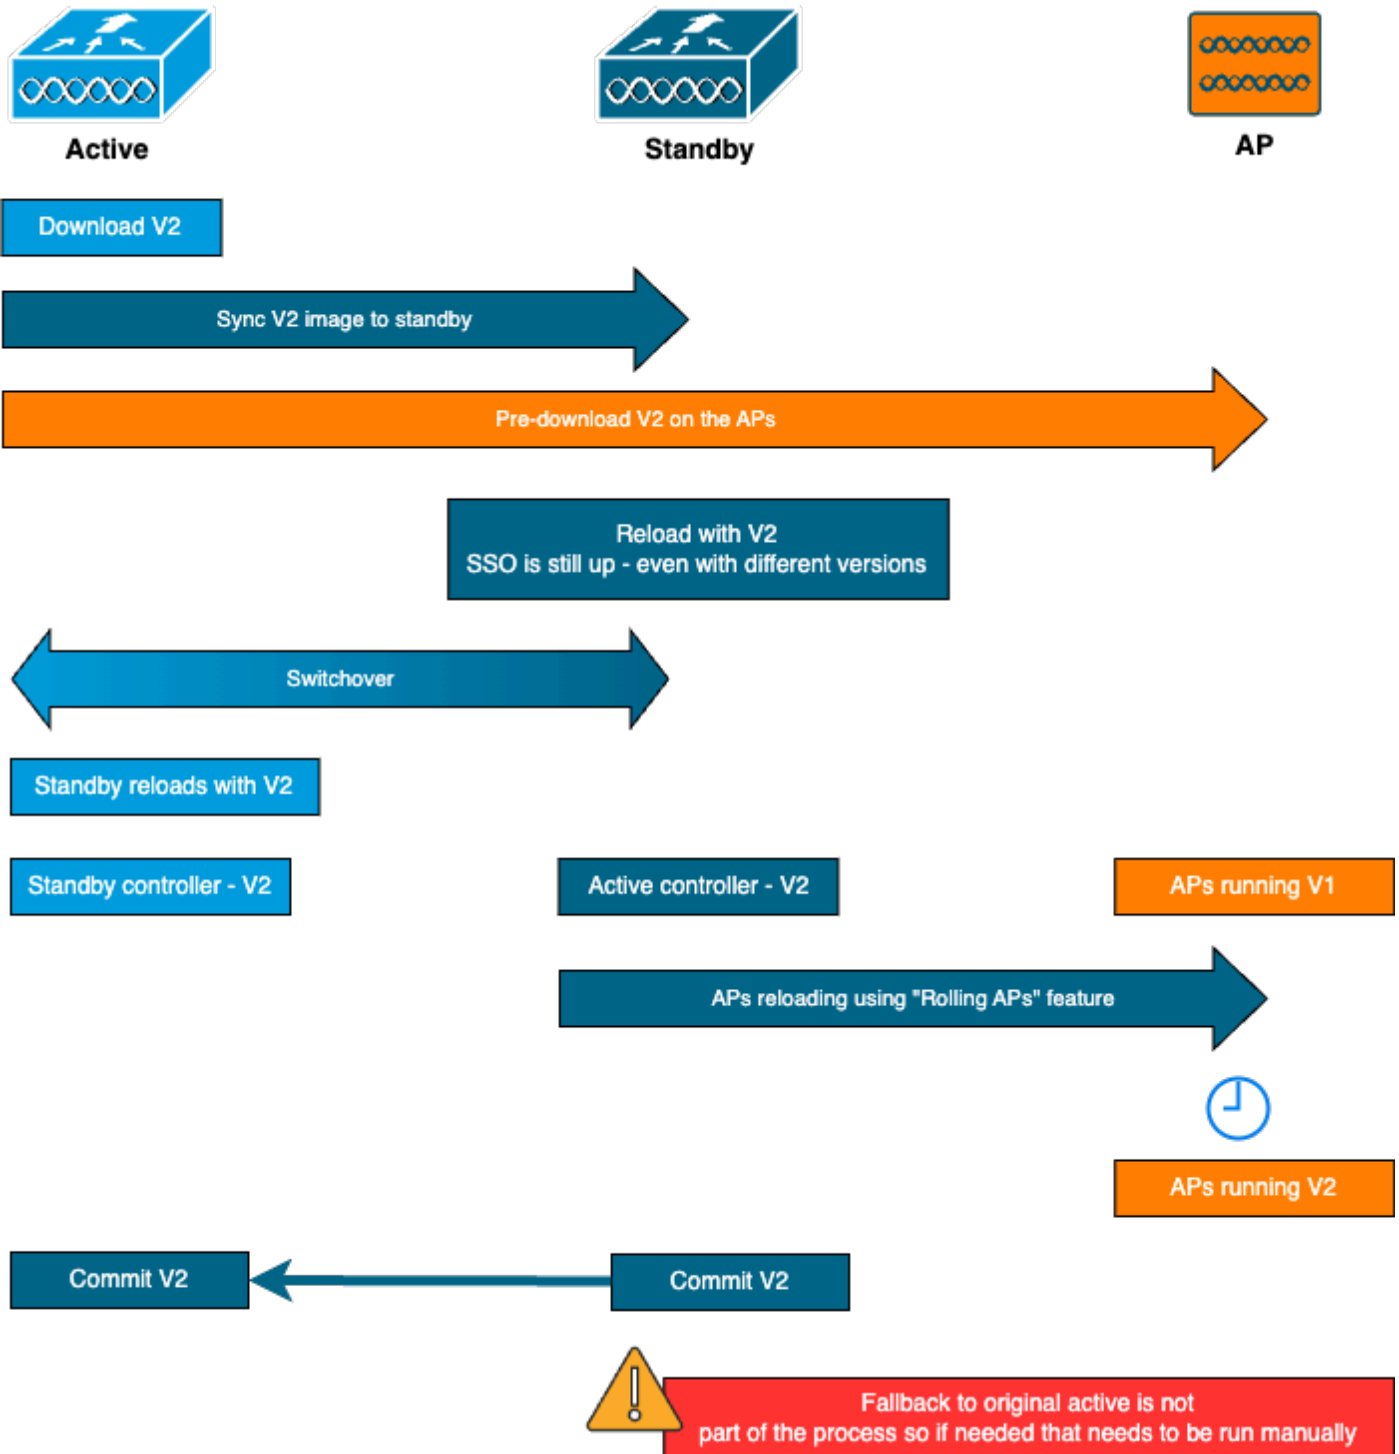 Active
Standby
AP
Download V2
Sync V2 image to standby
Pre-download V2 on the APs
Reload with V2
SSO is still up - even with different versions
Switchover
Standby reloads with V2
Standby controller - V2
Active controller - V2
APs running V1
APs reloading using "Rolling APs" feature
APs running V2
Commit V2
Commit V2
Fallback to original active is not
part of the process so if needed that needs to be run manually